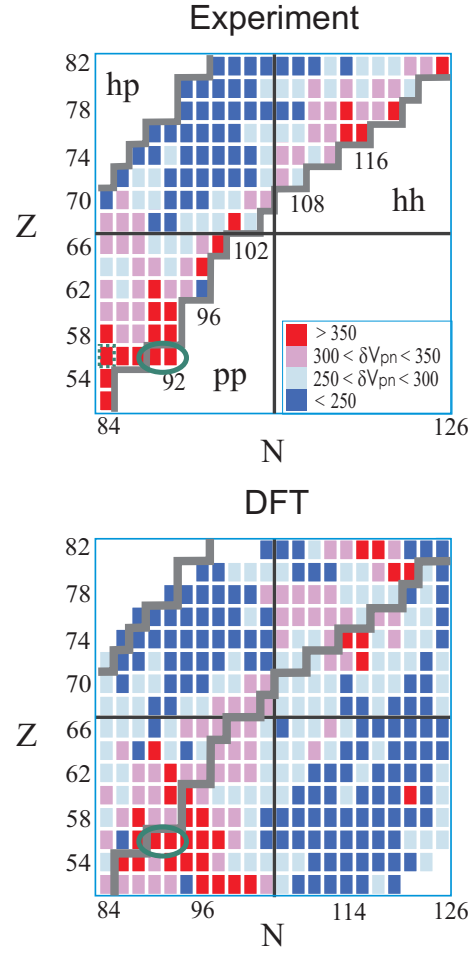 Experiment
82
hp
78
74
116
70
108
hh
Z
66
102
62
96
> 350
300 < δVpn < 350
58
250 < δVpn < 300
92
pp
< 250
54
84
126
N
DFT
82
78
74
70
Z
66
62
58
54
84
96
114
126
N